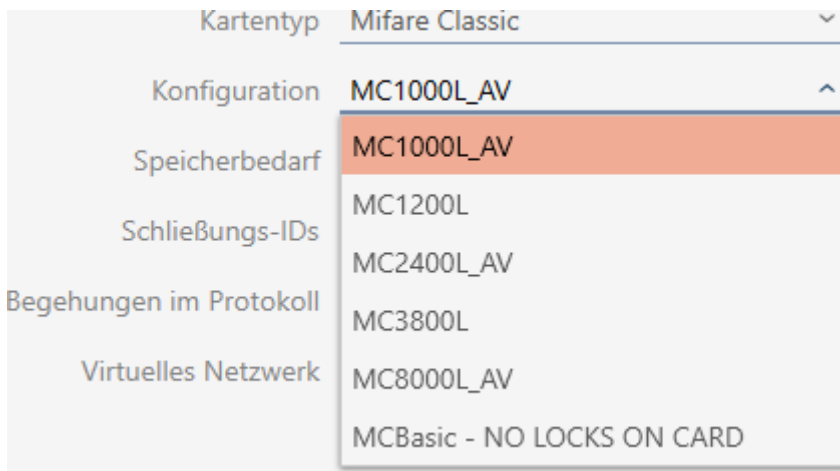 Kartentyp Mifare Classic
Konfiguration MC1000L_AV
MC1000L_AV
Speicherbedarf
MC1200L
Schließungs-IDs
MC2400L_AV
Begehungen im Protokoll
MC3800L
Virtuelles Netzwerk
MC8000L_AV
MCBasic - NO LOCKS ON CARD